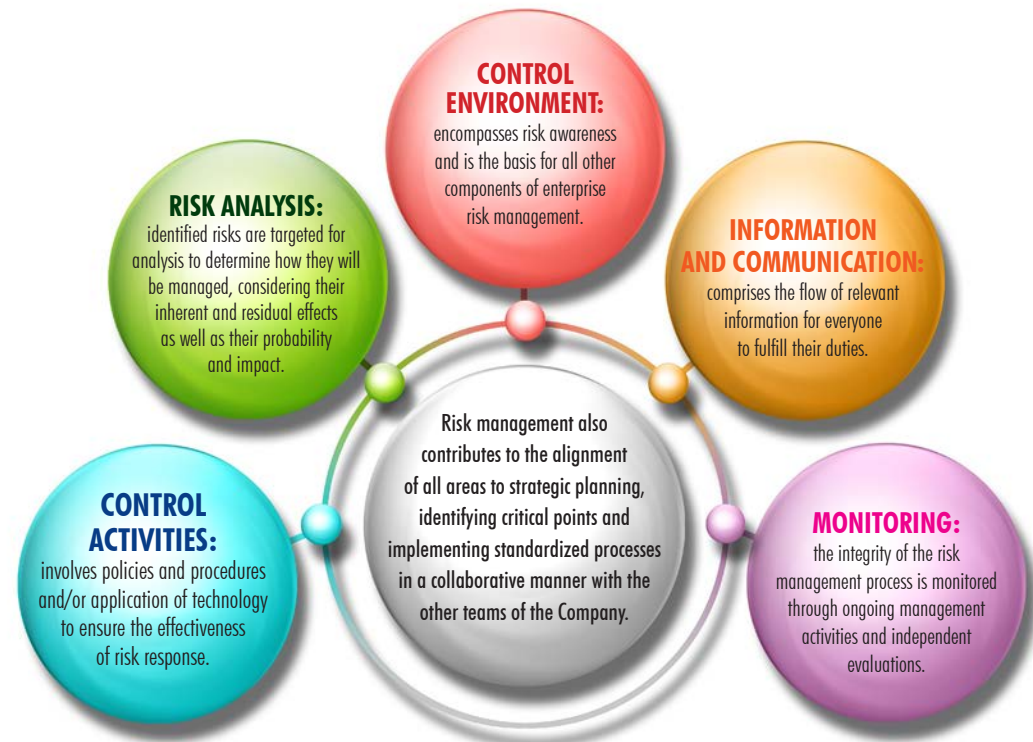 CONTROL
ENVIRONMENT:
encompasses risk awareness
and is the basis for all other
components of enterprise
risk management.
RISK ANALYSIS:
identified risks are targeted for
analysis to determine how they will
be managed, considering their
inherent and residual effects
as well as their probability
and impact.
INFORMATION
AND COMMUNICATION:
comprises the flow of relevant
information for everyone
to fulfill their duties.
CONTROL
ACTIVITIES:
involves policies and procedures
and/or application of technology
to ensure the effectiveness
of risk response.
Risk management also
contributes to the alignment
of all areas to strategic planning,
identifying critical points and
implementing standardized processes
in a collaborative manner with the
other teams of the Company.
MONITORING:
the integrity of the risk
management process is monitored
through ongoing management
activities and independent
evaluations.